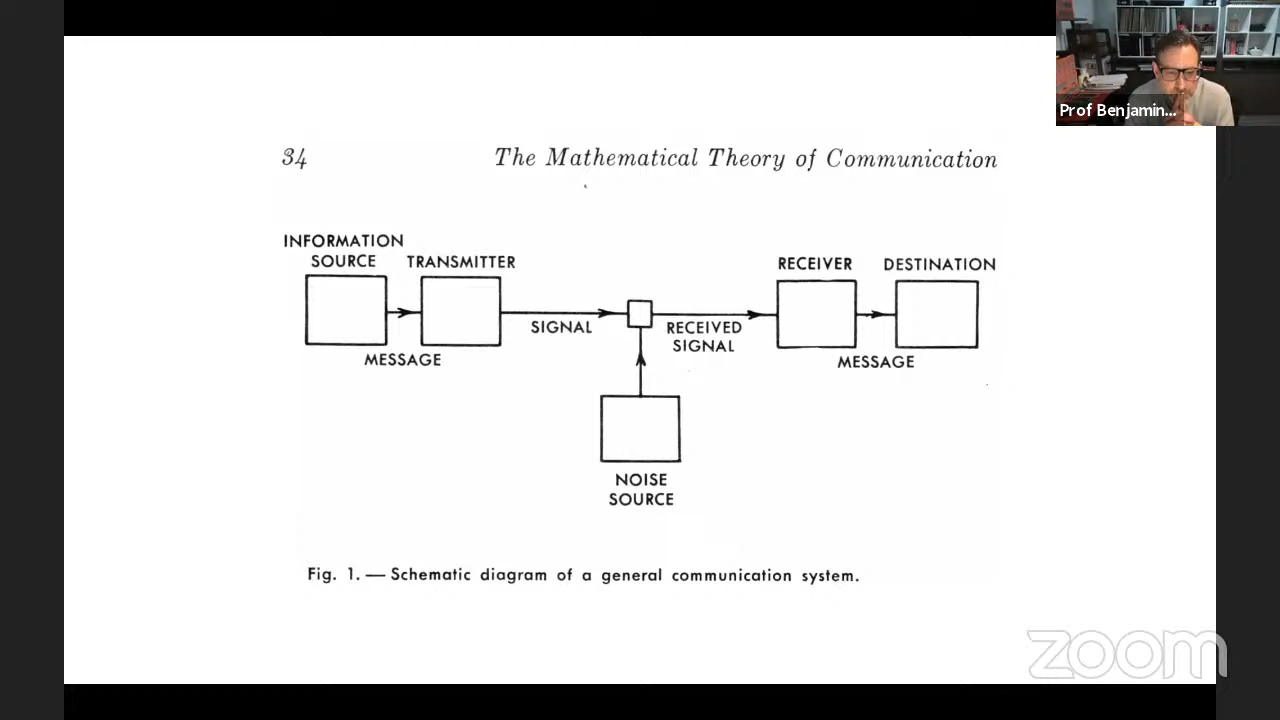 Prof Benjamin...
34 The Mathematical Theory of Communication
INFORMATION
SOURCE
TRANSMITTER
RECEIVER
DESTINATION
SIGNAL
RECEIVED
SIGNAL
MESSAGE
MESSAGE
NOISE
SOURCE
Fig. 1. — Schematic diagram of a general communication system.
zoom